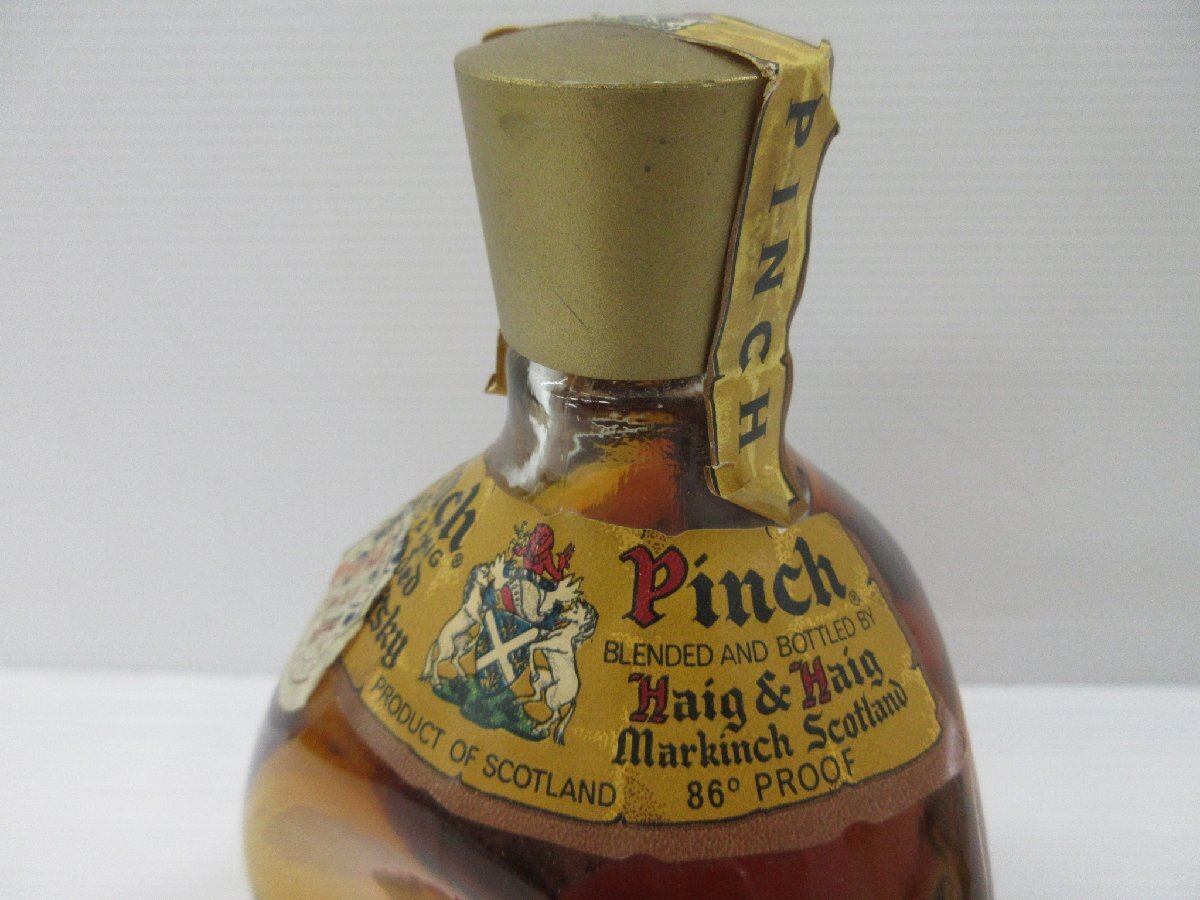 PINCH
Pinch®
BLENDED AND BOTTLED BY
Haig & Haig
Markinch Scotland
86° PROOF
PRODUCT OF SCOTLAND